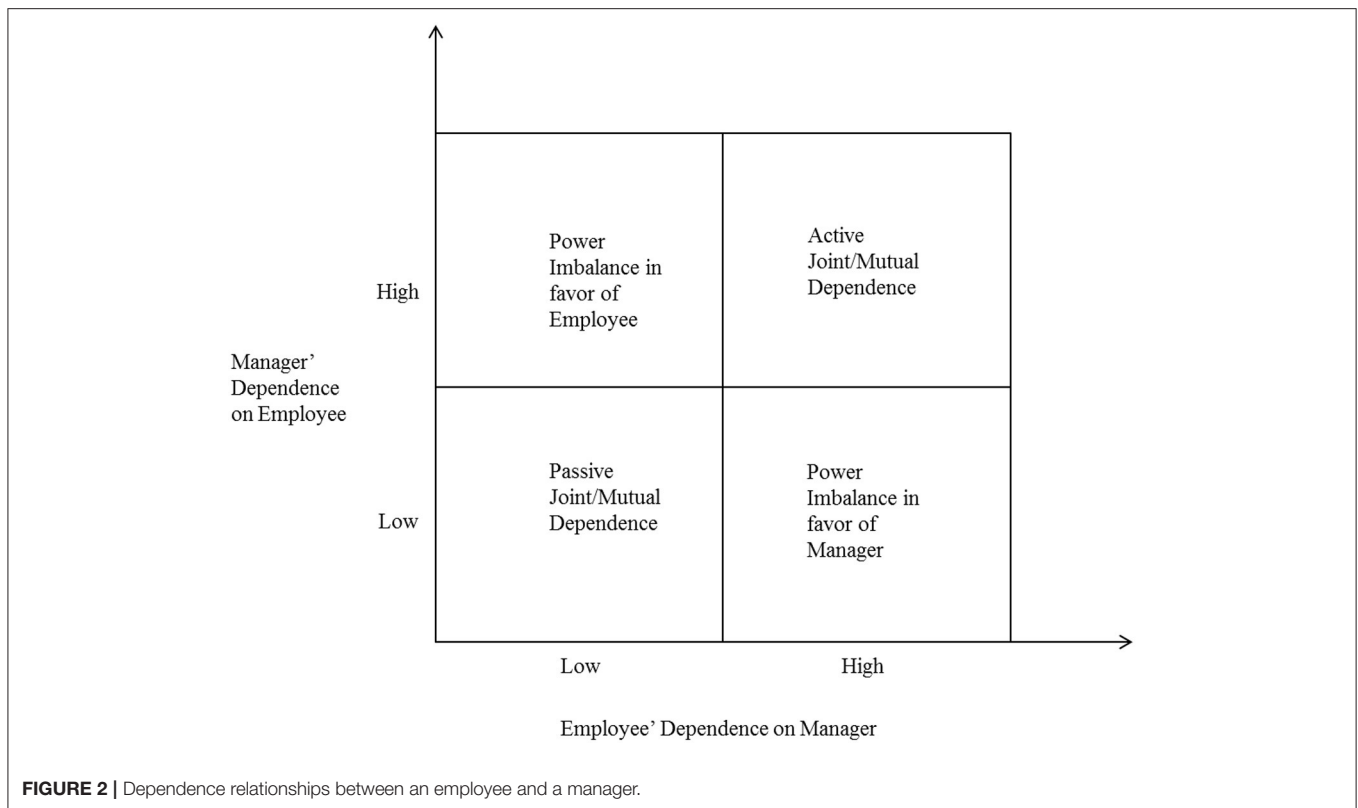 Power
Imbalance in
favor of
Employee
Active
Joint/Mutual
Dependence
High
Manager’
Dependence
on Employee
Passive
Joint/Mutual
Dependence
Power
Imbalance in
favor of
Manager
Low
Low
High
Employee’ Dependence on Manager
FIGURE 2 | Dependence relationships between an employee and a manager.